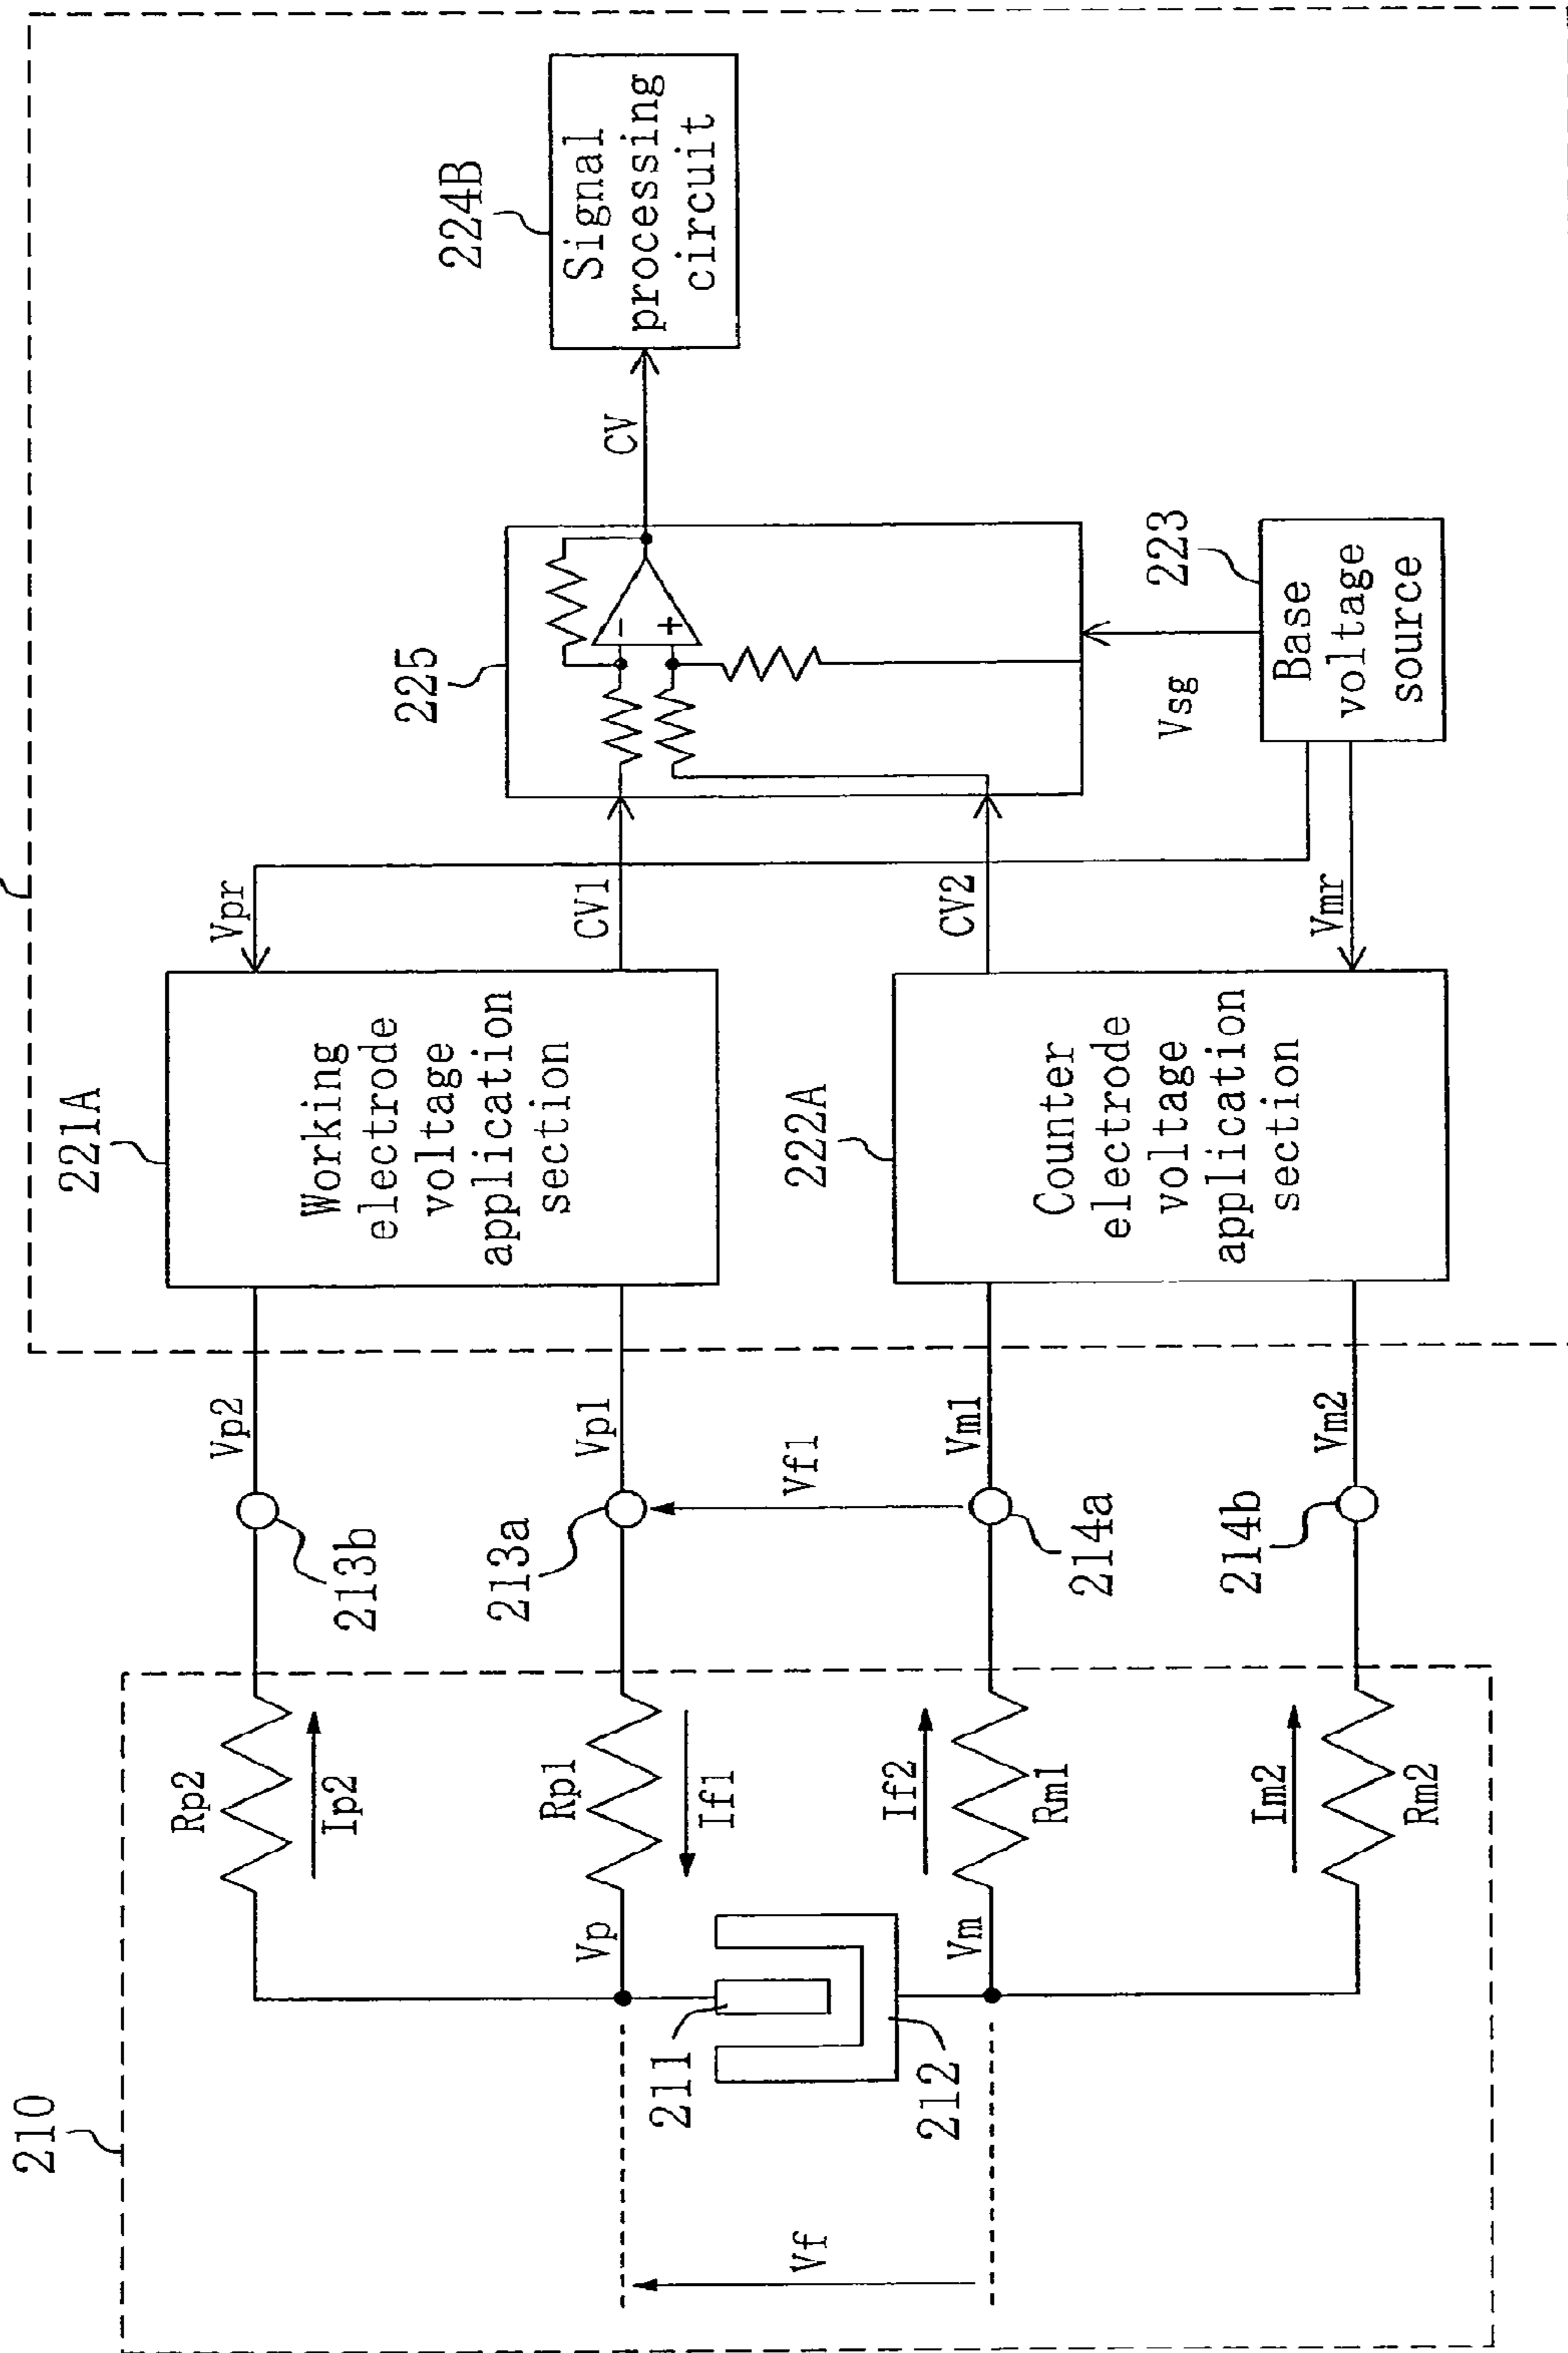 210
Vf
211
212
Rp2
Ip2
Vp
Rp1
If1
If2
Vm
Rm1
Im2
Rm2
213b
213a
214a
214b
Vp2
Vp1
Vf1
Vm1
Vm2
221A
Working
electrode
voltage
application
section
222A
Counter
electrode
voltage
application
section
Vpr
CV1
CV2
Vmr
225
-
+
Vsg
223
Base
voltage
source
CV
224B
Signal
processing
circuit